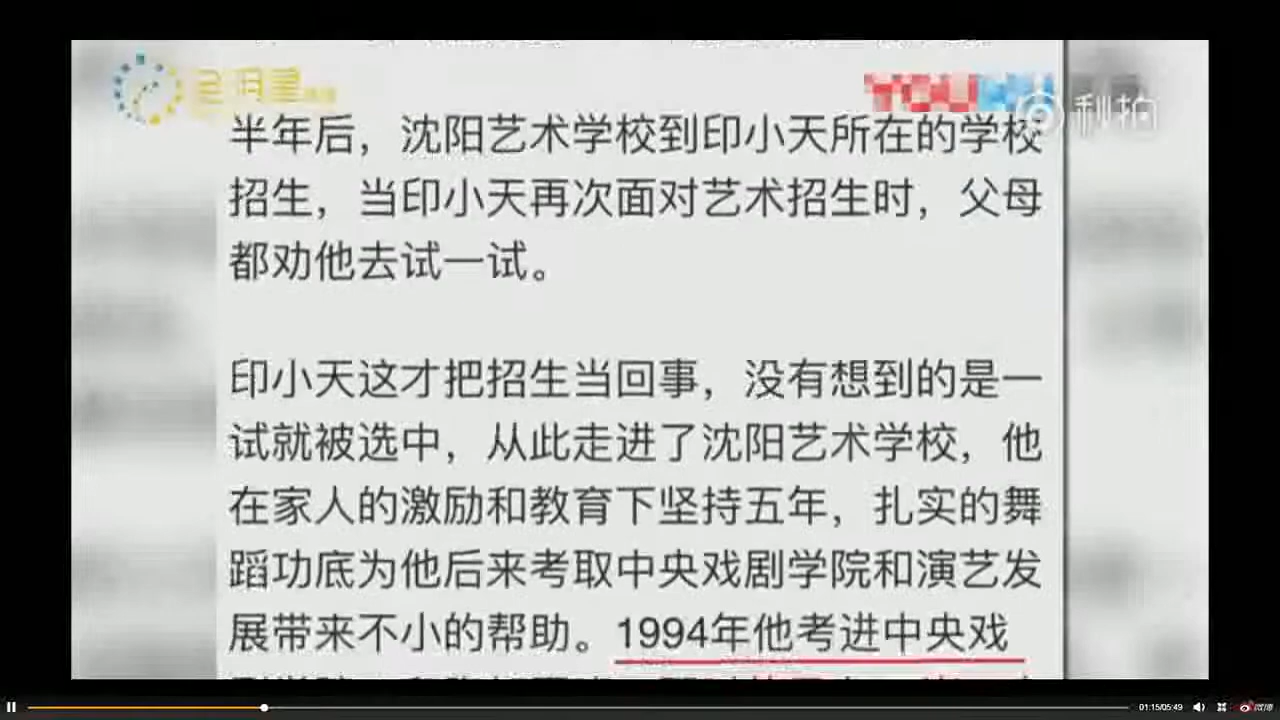 秒拍
半年后，沈阳艺术学校到印小天所在的学校
招生，当印小天再次面对艺术招生时，父母
都劝他去试一试。
印小天这才把招生当回事，没有想到的是一
试就被选中，从此走进了沈阳艺术学校，他
在家人的激励和教育下坚持五年，扎实的舞
蹈功底为他后来考取中央戏剧学院和演艺发
展带来不小的帮助。1994年他考进中央戏
01:15/05:49
微博